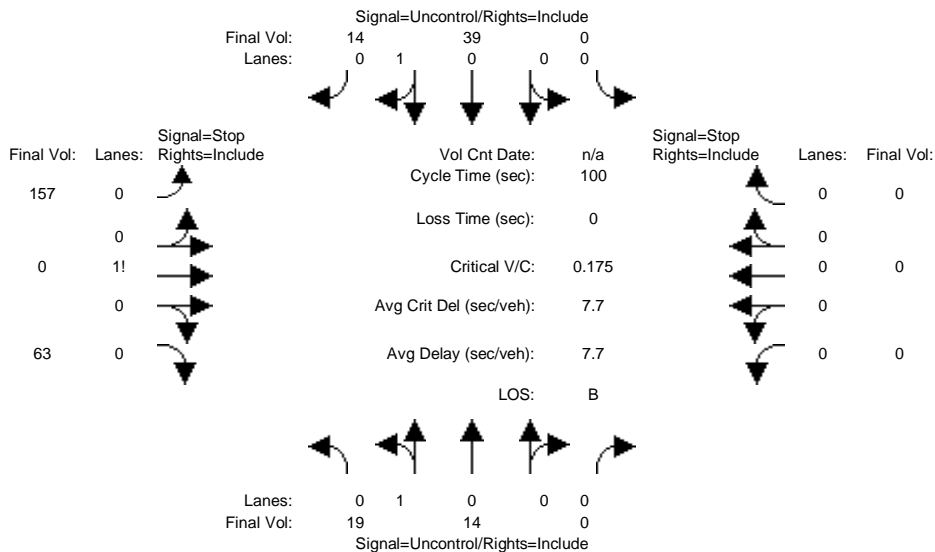 Signal=Uncontrol/Rights=Include
Final Vol: 14 39 0
Lanes: 0 1 0 0 0
Signal=Stop
Final Vol: Lanes: Rights=Include
Vol Cnt Date: n/a
Signal=Stop
Rights=Include Lanes: Final Vol:
Cycle Time (sec): 100
157 0
0 0
Loss Time (sec): 0
0
0
0 1!
Critical V/C: 0.175
0 0
0
Avg Crit Del (sec/veh): 7.7
0
63 0
Avg Delay (sec/veh): 7.7
0 0
LOS: B
Lanes: 0 1 0 0 0
Final Vol: 19 14 0
Signal=Uncontrol/Rights=Include